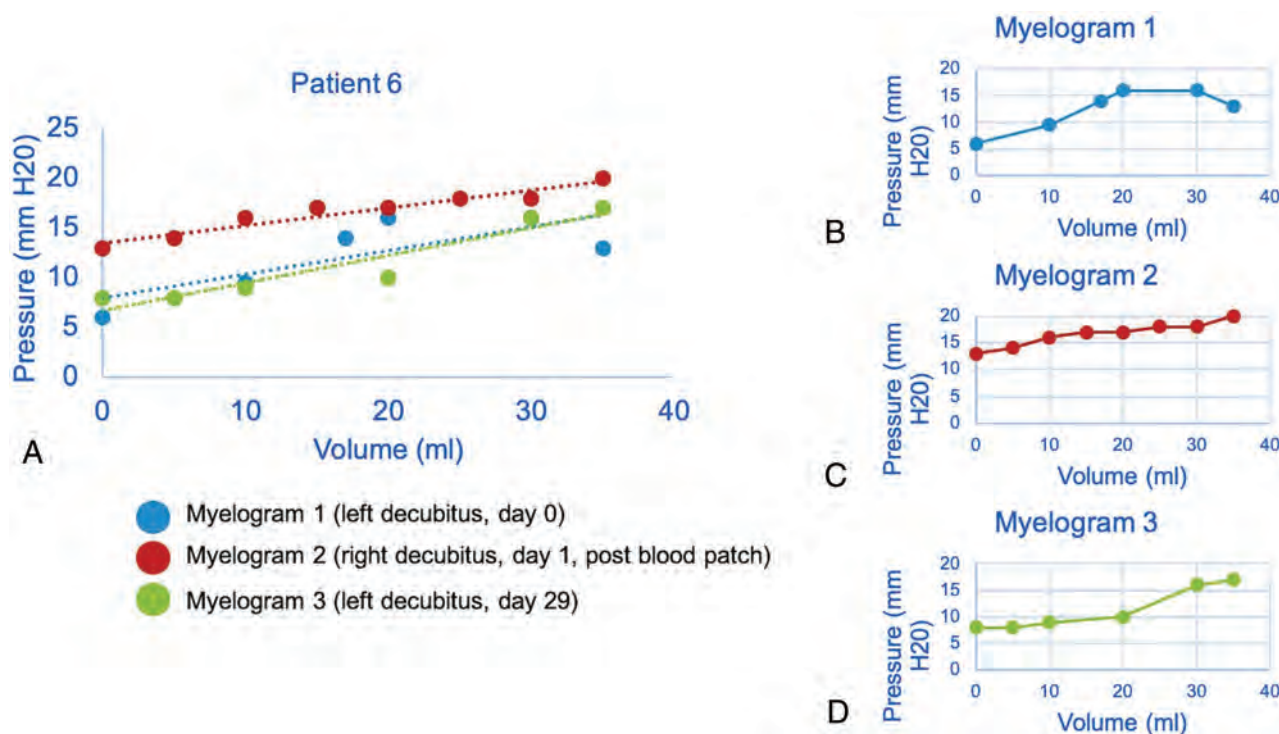 Patient 6
25
20
15
10
5
0
Pressure (mm H20)
0 10 20 30 40
Volume (ml)
A
Myelogram 1 (left decubitus, day 0)
Myelogram 2 (right decubitus, day 1, post blood patch)
Myelogram 3 (left decubitus, day 29)
Myelogram 1
20
15
10
5
0
Pressure (mm
H20)
0 10 20 30 40
Volume (ml)
B
Myelogram 2
20
15
10
5
0
Pressure (mm
H20)
0 10 20 30 40
Volume (ml)
C
Myelogram 3
20
15
10
5
0
Pressure (mm
H20)
0 10 20 30 40
Volume (ml)
D